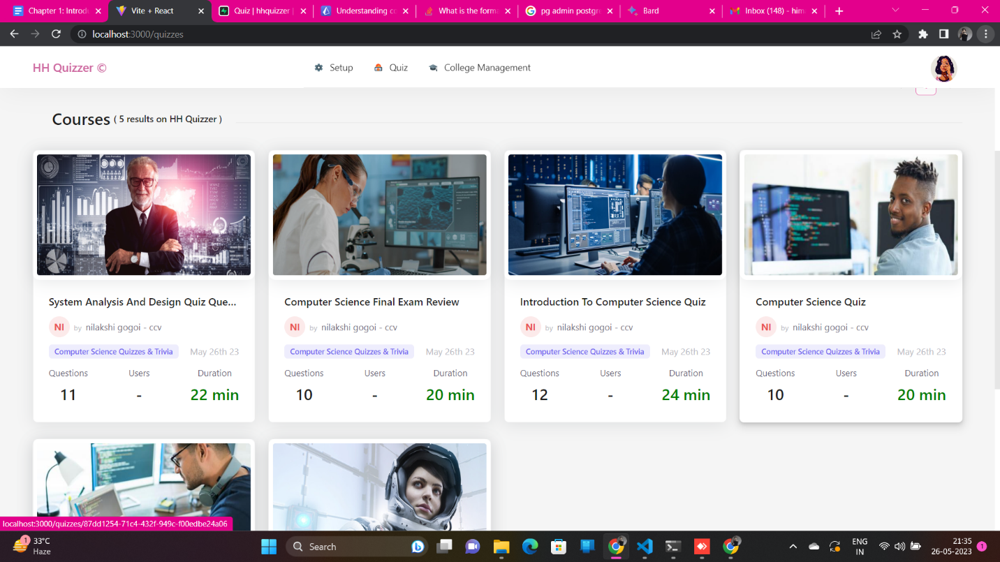 Chapter 1: Introd
Vite + React
Quiz | hhquizzer
Understanding co
What is the forma
pg admin postgre
Bard
Inbox (148) - him
localhost:3000/quizzes
HH Quizzer ©
Setup
Quiz
College Management
Courses ( 5 results on HH Quizzer )
System Analysis And Design Quiz Que...
NI by nilakshi gogoi - ccv
Computer Science Quizzes & Trivia May 26th 23
Questions Users Duration
11 - 22 min
Computer Science Final Exam Review
NI by nilakshi gogoi - ccv
Computer Science Quizzes & Trivia May 26th 23
Questions Users Duration
10 - 20 min
Introduction To Computer Science Quiz
NI by nilakshi gogoi - ccv
Computer Science Quizzes & Trivia May 26th 23
Questions Users Duration
12 - 24 min
Computer Science Quiz
NI by nilakshi gogoi - ccv
Computer Science Quizzes & Trivia May 26th 23
Questions Users Duration
10 - 20 min
localhost:3000/quizzes/87dd1254-71c4-432f-949c-f00edbe24a06
1
33°C
Haze
Search
ENG
IN
21:35
26-05-2023
1